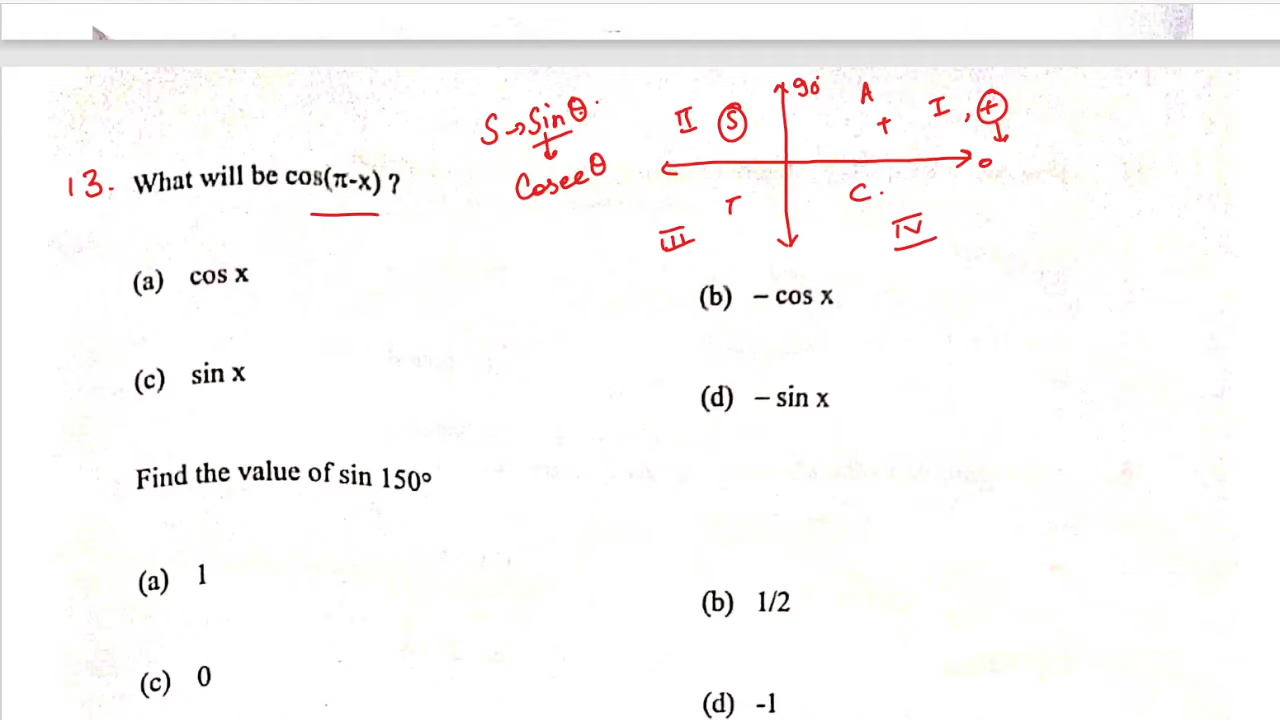 90°
A
I, +
II
S
+
S → Sinθ
0
13. What will be cos(π-x) ?
Cosecθ
T
C.
III
IV
(a) cos x
(b) – cos x
(c) sin x
(d) – sin x
Find the value of sin 150°
(a) 1
(b) 1/2
(c) 0
(d) -1